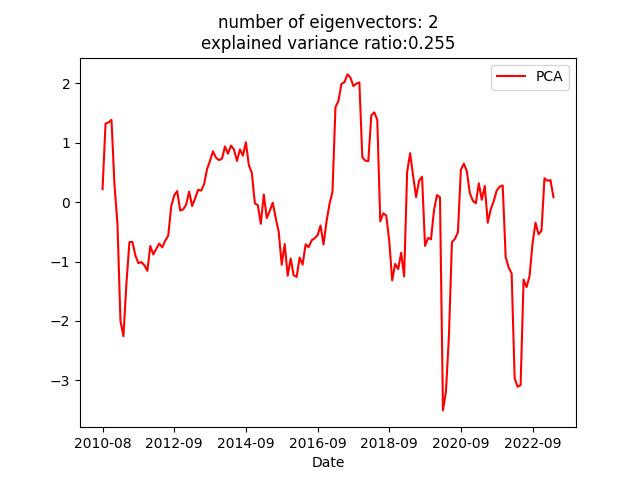 number of eigenvectors: 2
explained variance ratio:0.255
PCA
2
1
0
−1
−2
−3
2010-08 2012-09 2014-09 2016-09 2018-09 2020-09 2022-09
Date